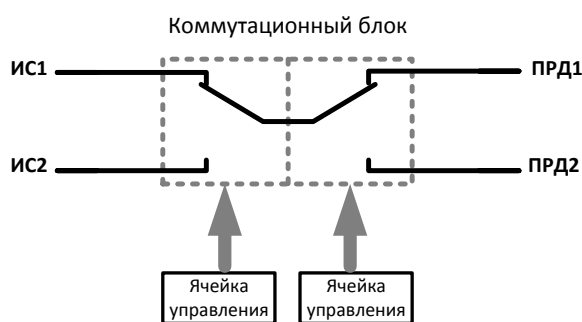 Коммутационный блок
ИС1
ПРД1
ИС2
ПРД2
Ячейка
управления
Ячейка
управления